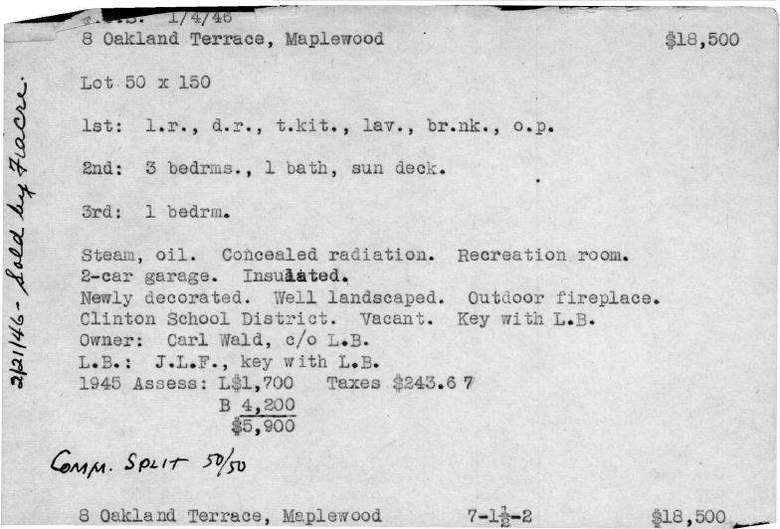 1/4/46
8 Oakland Terrace, Maplewood $18,500
Lot 50 x 150
1st: l.r., d.r., t.kit., lav., br.nk., o.p.
2nd: 3 bedrms., 1 bath, sun deck.
3rd: 1 bedrm.
Steam, oil. Concealed radiation. Recreation room.
2-car garage. Insulated.
Newly decorated. Well landscaped. Outdoor fireplace.
Clinton School District. Vacant. Key with L.B.
Owner: Carl Wald, c/o L.B.
L.B.: J.L.F., key with L.B.
1945 Assess: L$1,700 Taxes $243.67
B 4,200
$5,900
Comm. Split 50/50
8 Oakland Terrace, Maplewood 7-1½-2 $18,500
2/21/46 - Sold by Fiacre.